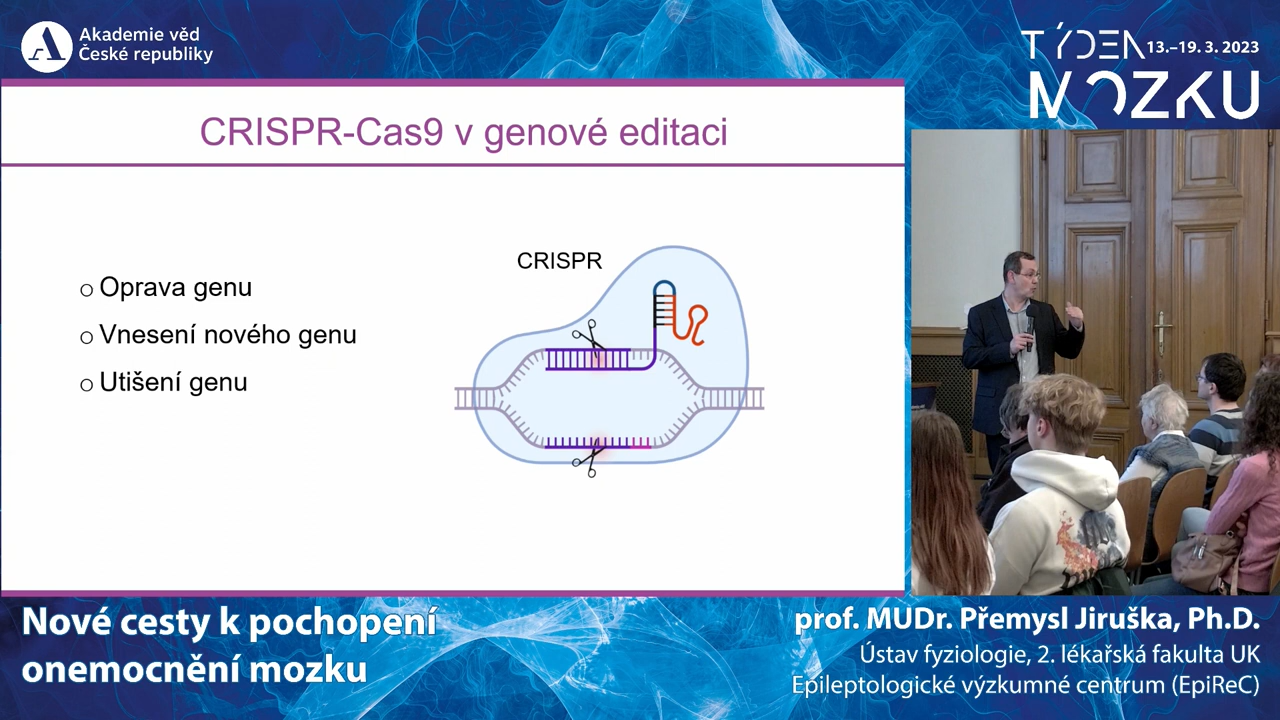 Akademie věd
České republiky
TÝDEN 13.–19. 3. 2023
MOZKU
CRISPR-Cas9 v genové editaci
Oprava genu
Vnesení nového genu
Utišení genu
CRISPR
Nové cesty k pochopení
onemocnění mozku
prof. MUDr. Přemysl Jiruška, Ph.D.
Ústav fyziologie, 2. lékařská fakulta UK
Epileptologické výzkumné centrum (EpiReC)